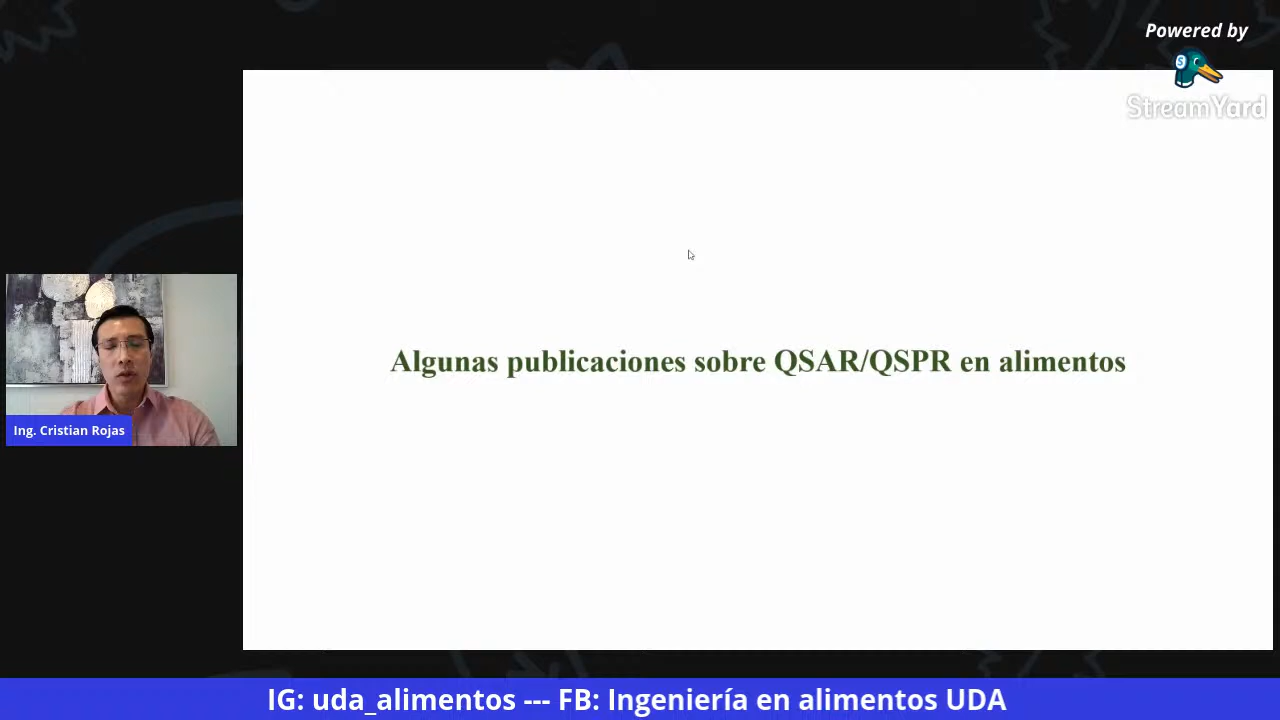 Powered by
StreamYard
Algunas publicaciones sobre QSAR/QSPR en alimentos
Ing. Cristian Rojas
IG: uda_alimentos --- FB: Ingeniería en alimentos UDA